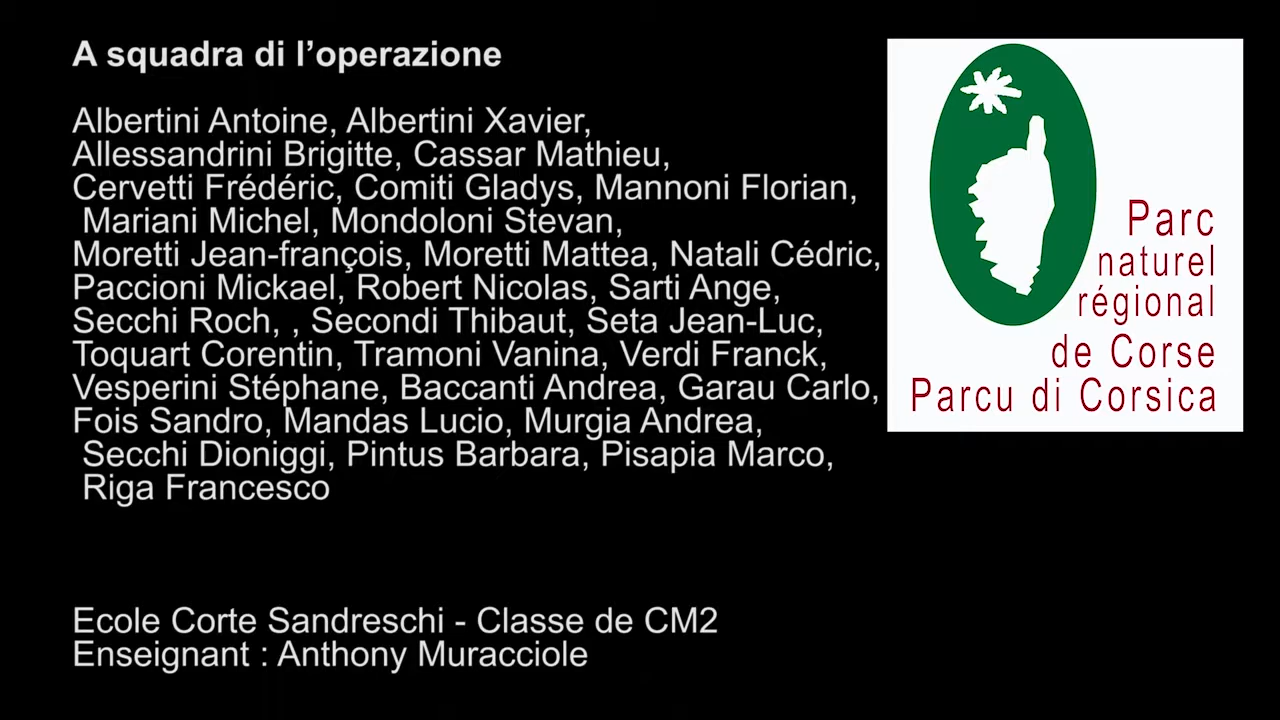 A squadra di l’operazione
Albertini Antoine, Albertini Xavier,
Allessandrini Brigitte, Cassar Mathieu,
Cervetti Frédéric, Comiti Gladys, Mannoni Florian,
Mariani Michel, Mondoloni Stevan,
Moretti Jean-françois, Moretti Mattea, Natali Cédric,
Paccioni Mickael, Robert Nicolas, Sarti Ange,
Secchi Roch, , Secondi Thibaut, Seta Jean-Luc,
Toquart Corentin, Tramoni Vanina, Verdi Franck,
Vesperini Stéphane, Baccanti Andrea, Garau Carlo,
Fois Sandro, Mandas Lucio, Murgia Andrea,
Secchi Dioniggi, Pintus Barbara, Pisapia Marco,
Riga Francesco
Ecole Corte Sandreschi - Classe de CM2
Enseignant : Anthony Muracciole
Parc
naturel
régional
de Corse
Parcu di Corsica